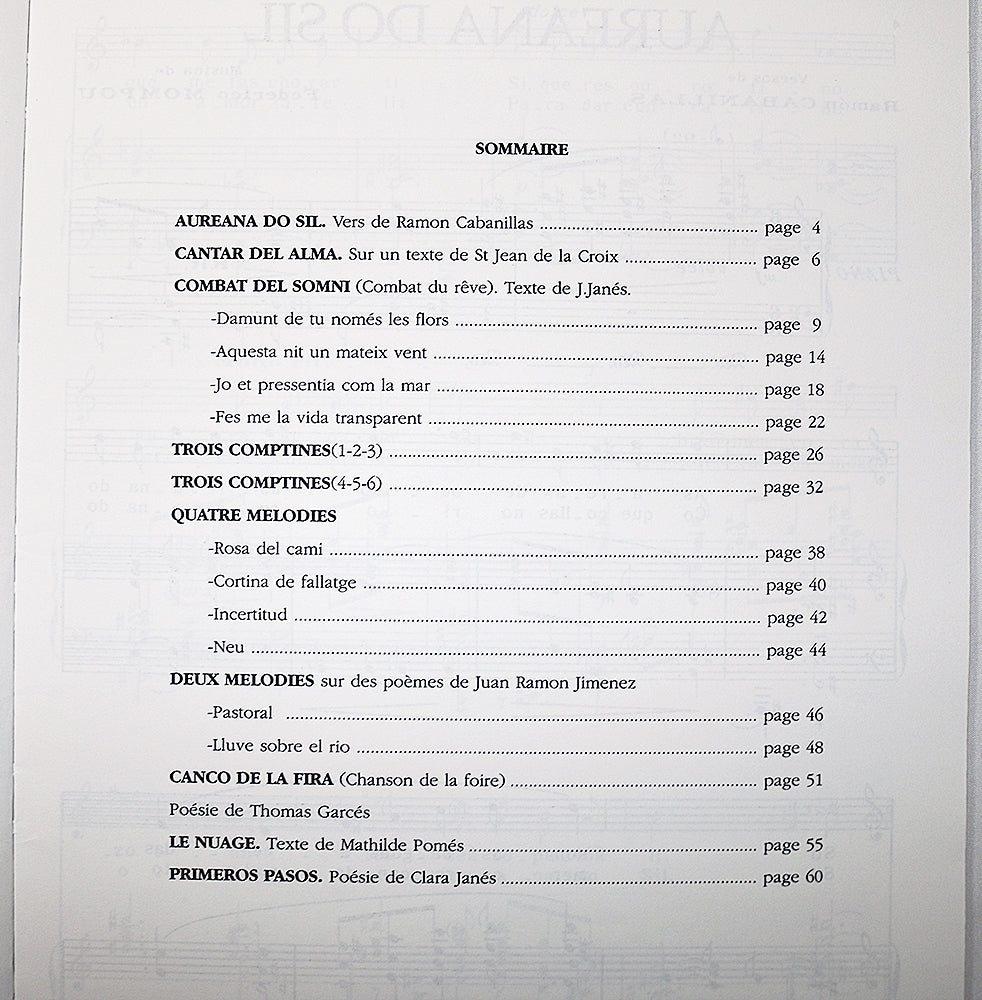 SOMMAIRE
AUREANA DO SIL. Vers de Ramon Cabanillas ........ page 4
CANTAR DEL ALMA. Sur un texte de St Jean de la Croix ........ page 6
COMBAT DEL SOMNI (Combat du rêve). Texte de J.Janés.
-Damunt de tu només les flors ........ page 9
-Aquesta nit un mateix vent ........ page 14
-Jo et pressentia com la mar ........ page 18
-Fes me la vida transparent ........ page 22
TROIS COMPTINES(1-2-3) ........ page 26
TROIS COMPTINES(4-5-6) ........ page 32
QUATRE MELODIES
-Rosa del cami ........ page 38
-Cortina de fallatge ........ page 40
-Incertitud ........ page 42
-Neu ........ page 44
DEUX MELODIES sur des poèmes de Juan Ramon Jimenez
-Pastoral ........ page 46
-Lluve sobre el rio ........ page 48
CANCO DE LA FIRA (Chanson de la foire) ........ page 51
Poésie de Thomas Garcés
LE NUAGE. Texte de Mathilde Pomés ........ page 55
PRIMEROS PASOS. Poésie de Clara Janés ........ page 60